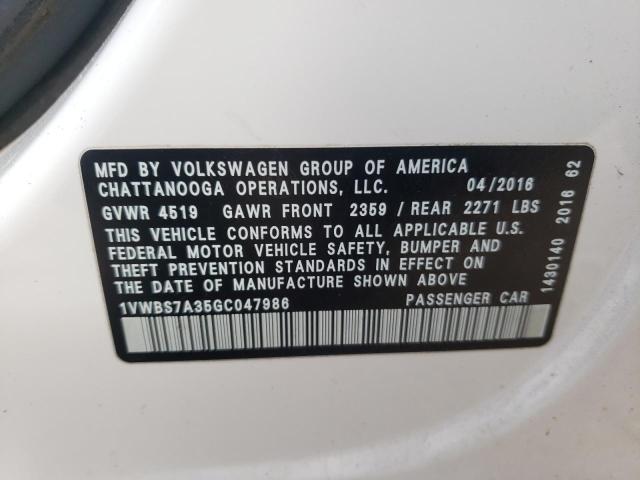 MFD BY VOLKSWAGEN GROUP OF AMERICA
CHATTANOOGA OPERATIONS, LLC. 04/2016
GVWR 4519 GAWR FRONT 2359 / REAR 2271 LBS
THIS VEHICLE CONFORMS TO ALL APPLICABLE U.S.
FEDERAL MOTOR VEHICLE SAFETY, BUMPER AND
THEFT PREVENTION STANDARDS IN EFFECT ON
THE DATE OF MANUFACTURE SHOWN ABOVE
1VWBS7A35GC047986 PASSENGER CAR
1430140 2016 62